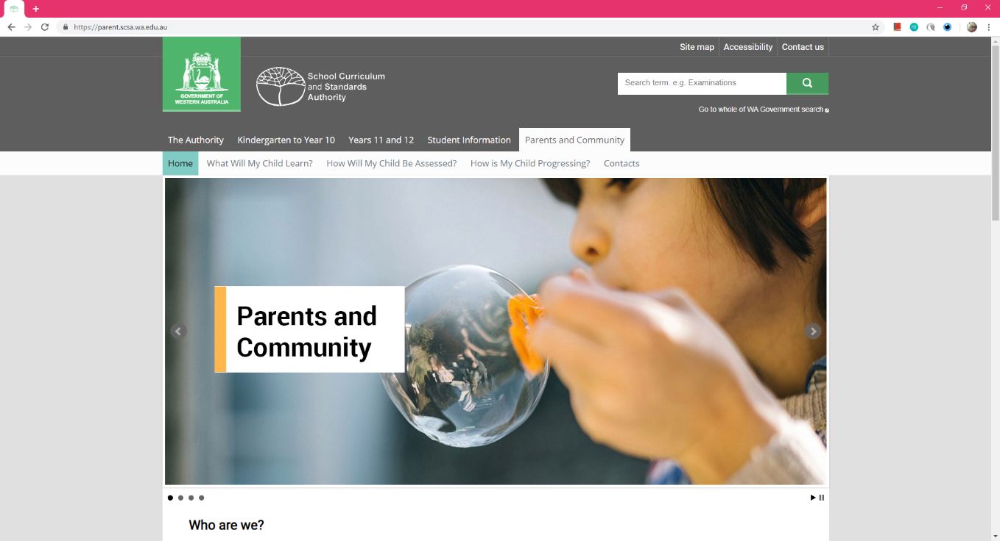 https://parent.scsa.wa.edu.au
Site map
Accessibility
Contact us
GOVERNMENT OF
WESTERN AUSTRALIA
School Curriculum
and Standards
Authority
Search term. e.g. Examinations
Go to whole of WA Government search
The Authority
Kindergarten to Year 10
Years 11 and 12
Student Information
Parents and Community
Home
What Will My Child Learn?
How Will My Child Be Assessed?
How is My Child Progressing?
Contacts
Parents and
Community
Who are we?